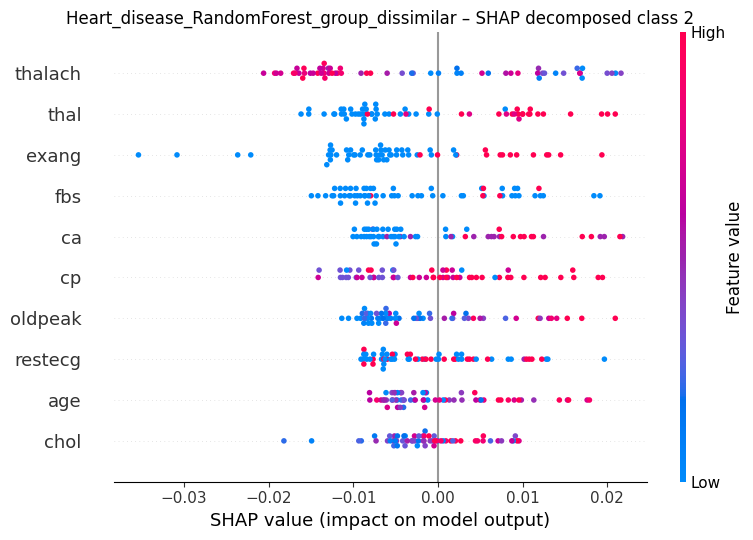 Heart_disease_RandomForest_group_dissimilar – SHAP decomposed class 2
High
thalach
thal
exang
fbs
ca
cp
oldpeak
restecg
age
chol
Feature value
Low
−0.03 −0.02 −0.01 0.00 0.01 0.02
SHAP value (impact on model output)